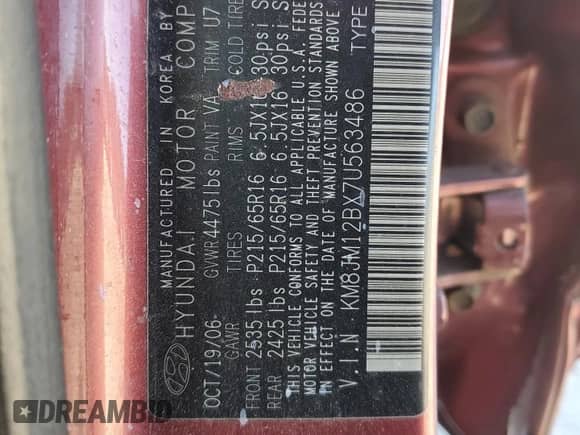 MANUFACTURED IN KOREA BY
HYUNDAI MOTOR COMP
OCT/19/06 GVWR 4475 lbs PAINT VA TRIM U7
GAWR TIRES RIMS COLD TIRE
FRONT 2535 lbs P215/65R16 6.5JX16 30psi S
REAR 2425 lbs P215/65R16 6.5JX16 30psi S
THIS VEHICLE CONFORMS TO ALL APPLICABLE U.S.A. FEDE
MOTOR VEHICLE SAFETY AND THEFT PREVENTION STANDARDS
IN EFFECT ON THE DATE OF MANUFACTURE SHOWN ABOVE
V.I.N KM8JM12BX7U563486 TYPE
DREAMBID